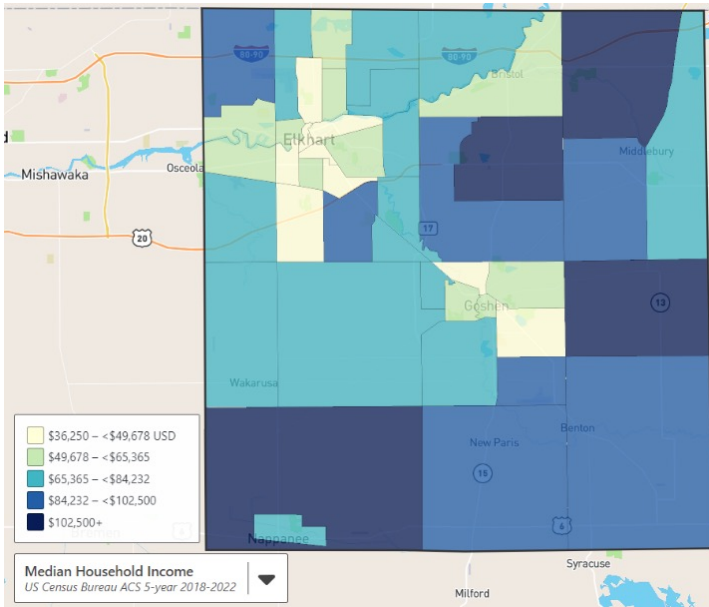 80-90
80-90
Bristol
Elkhart
Mishawaka
Osceola
Middlebury
20
17
13
Goshen
Wakarusa
$36,250 – <$49,678 USD
$49,678 – <$65,365
$65,365 – <$84,232
$84,232 – <$102,500
$102,500+
Benton
New Paris
15
6
Bremen
6
Nappanee
Median Household Income
US Census Bureau ACS 5-year 2018-2022
Syracuse
Milford